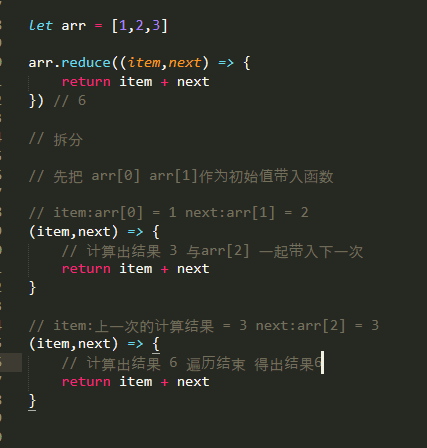 let arr = [1,2,3]
arr.reduce((item,next) => {
return item + next
}) // 6
// 拆分
// 先把 arr[0] arr[1]作为初始值带入函数
// item:arr[0] = 1 next:arr[1] = 2
(item,next) => {
// 计算出结果 3 与arr[2] 一起带入下一次
return item + next
}
// item:上一次的计算结果 = 3 next:arr[2] = 3
(item,next) => {
// 计算出结果 6 遍历结束 得出结果6
return item + next
}